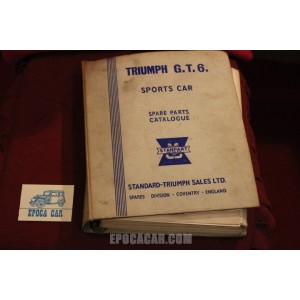 TRIUMPH G.T.6.
SPORTS CAR
SPARE PARTS
CATALOGUE
STANDARD
STANDARD-TRIUMPH SALES LTD.
SPARES DIVISION - COVENTRY - ENGLAND
EPOCA CAR
EPOCACAR.COM